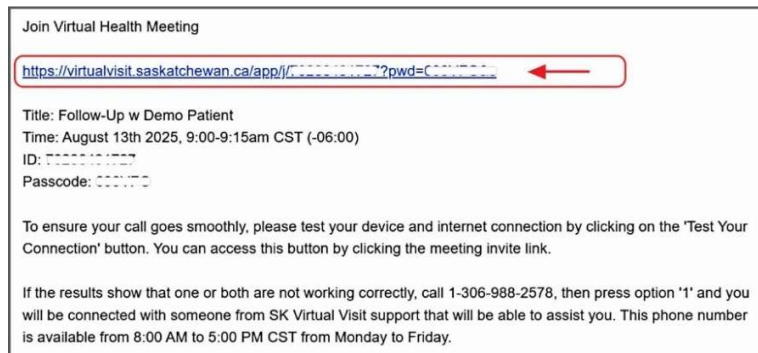 Join Virtual Health Meeting
https://virtualvisit.saskatchewan.ca/app/j/
Title: Follow-Up w Demo Patient
Time: August 13th 2025, 9:00-9:15am CST (-06:00)
ID:
Passcode:
To ensure your call goes smoothly, please test your device and internet connection by clicking on the 'Test Your
Connection' button. You can access this button by clicking the meeting invite link.
If the results show that one or both are not working correctly, call 1-306-988-2578, then press option '1' and you
will be connected with someone from SK Virtual Visit support that will be able to assist you. This phone number
is available from 8:00 AM to 5:00 PM CST from Monday to Friday.